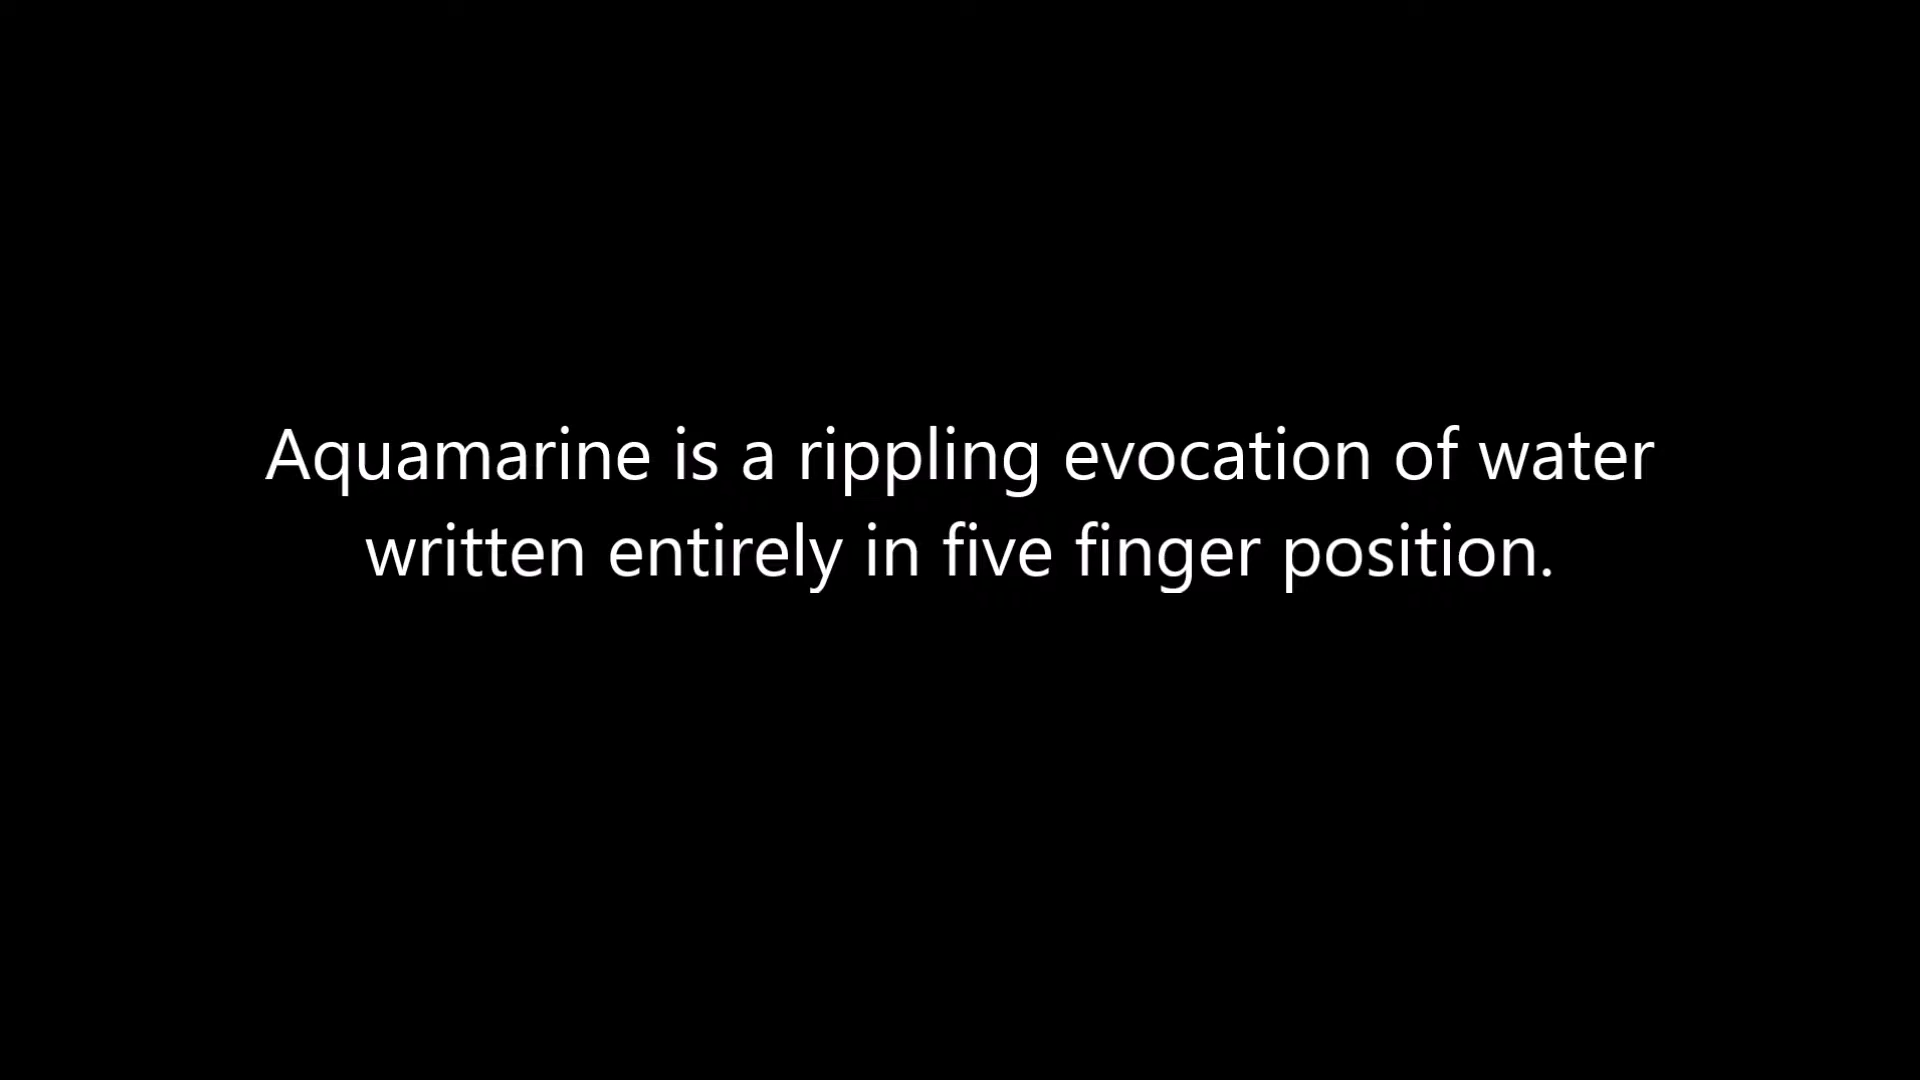 Aquamarine is a rippling evocation of water
written entirely in five finger position.